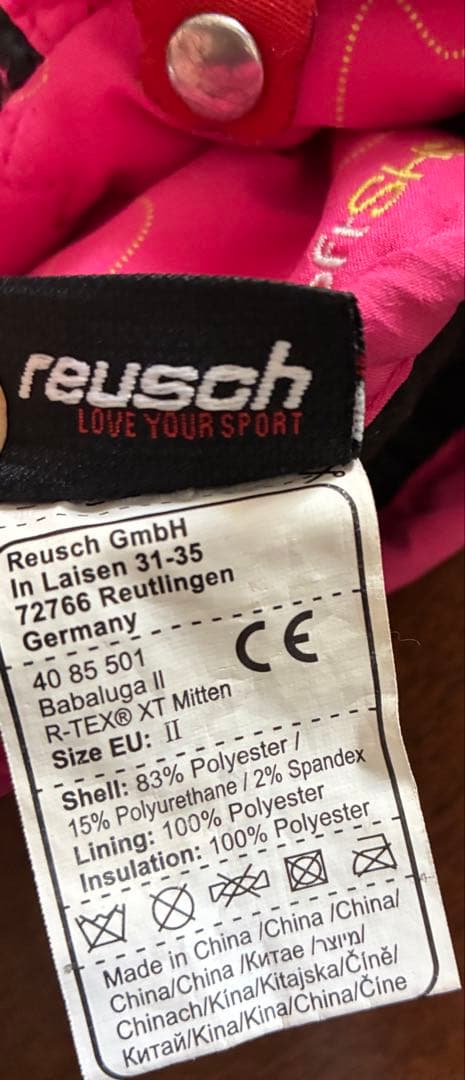 reusch
LOVE YOUR SPORT
Reusch GmbH
In Laisen 31-35
72766 Reutlingen
Germany
CE
40 85 501
Babaluga II
R-TEX® XT Mitten
Size EU: II
Shell: 83% Polyester /
15% Polyurethane / 2% Spandex
Lining: 100% Polyester
Insulation: 100% Polyester
Made in China /China /China/
China/China /Китае /מיוצר/
Chinach/Kina/Kitajska/Číně/
Китай/Kina/Kina/China/Číne